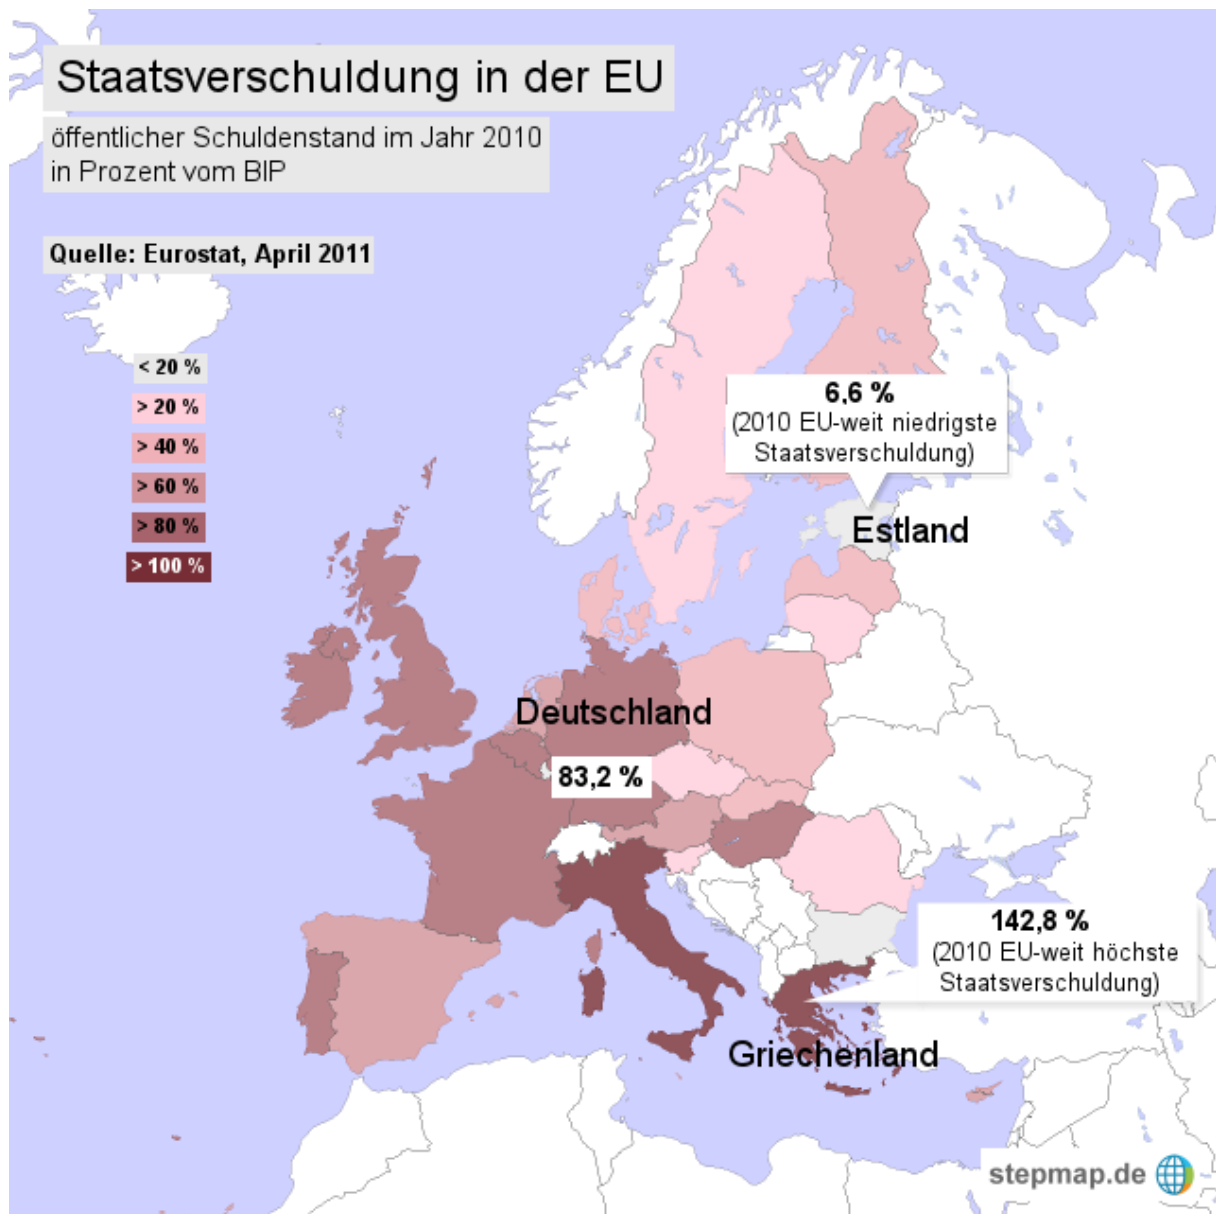 Staatsverschuldung in der EU
öffentlicher Schuldenstand im Jahr 2010
in Prozent vom BIP
Quelle: Eurostat, April 2011
< 20 %
> 20 %
> 40 %
> 60 %
> 80 %
> 100 %
6,6 %
(2010 EU-weit niedrigste
Staatsverschuldung)
Estland
Deutschland
83,2 %
142,8 %
(2010 EU-weit höchste
Staatsverschuldung)
Griechenland
stepmap.de